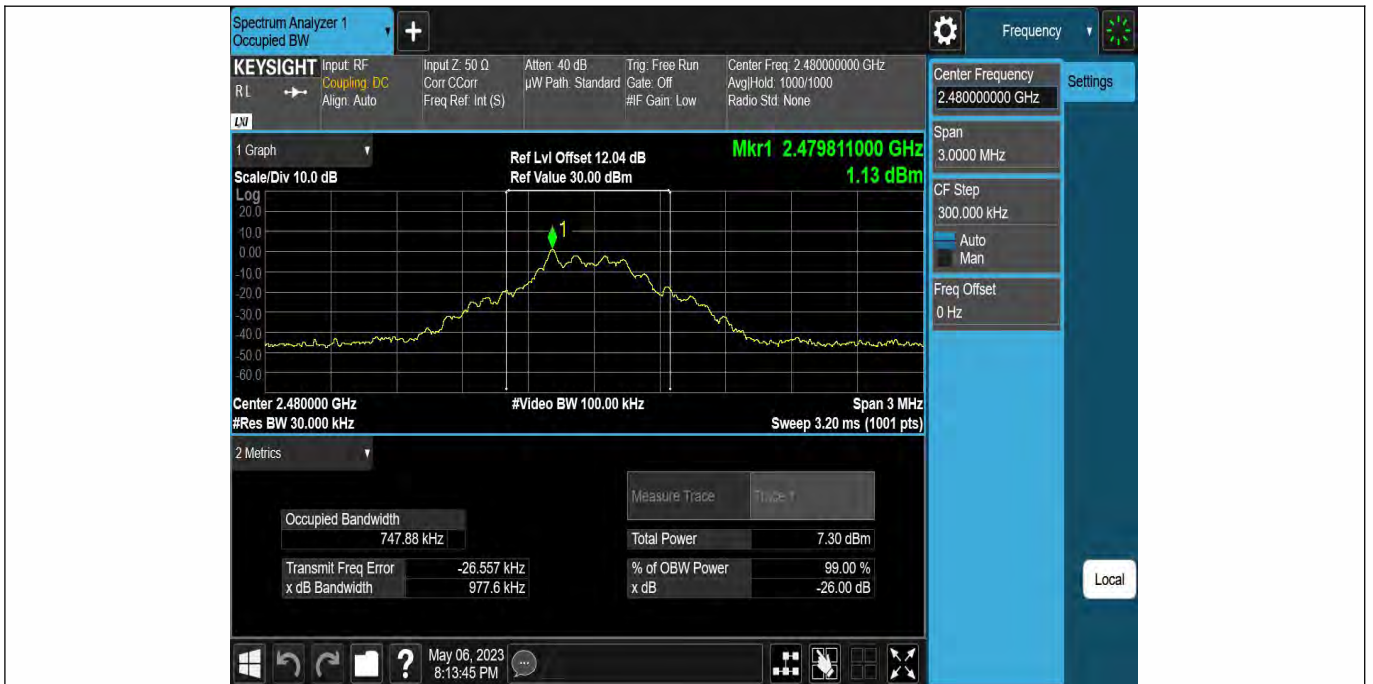 Spectrum Analyzer 1
Occupied BW
+
Frequency
KEYSIGHT
RL
LXI
Input: RF
Coupling: DC
Align: Auto
Input Z: 50 Ω
Corr CCorr
Freq Ref: Int (S)
Atten: 40 dB
µW Path: Standard
Trig: Free Run
Gate: Off
#IF Gain: Low
Center Freq: 2.480000000 GHz
Avg|Hold: 1000/1000
Radio Std: None
Center Frequency
2.480000000 GHz
Settings
Span
3.0000 MHz
CF Step
300.000 kHz
Auto
Man
Freq Offset
0 Hz
Local
1 Graph
Scale/Div 10.0 dB
Ref Lvl Offset 12.04 dB
Ref Value 30.00 dBm
Mkr1 2.479811000 GHz
1.13 dBm
Log
20.0
10.0
0.00
-10.0
-20.0
-30.0
-40.0
-50.0
-60.0
1
Center 2.480000 GHz
#Video BW 100.00 kHz
Span 3 MHz
#Res BW 30.000 kHz
Sweep 3.20 ms (1001 pts)
2 Metrics
Measure Trace
Trace 1
Occupied Bandwidth
747.88 kHz
Total Power 7.30 dBm
Transmit Freq Error -26.557 kHz
% of OBW Power 99.00 %
x dB Bandwidth 977.6 kHz
x dB -26.00 dB
?
May 06, 2023
8:13:45 PM